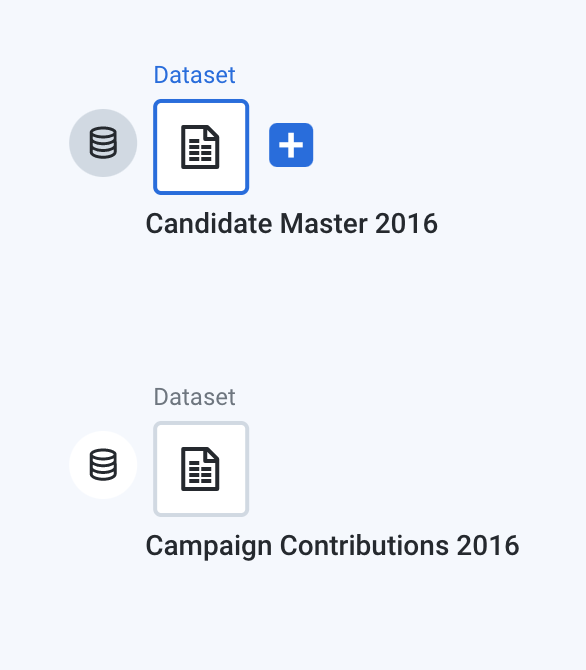 Dataset
Candidate Master 2016
Dataset
Campaign Contributions 2016